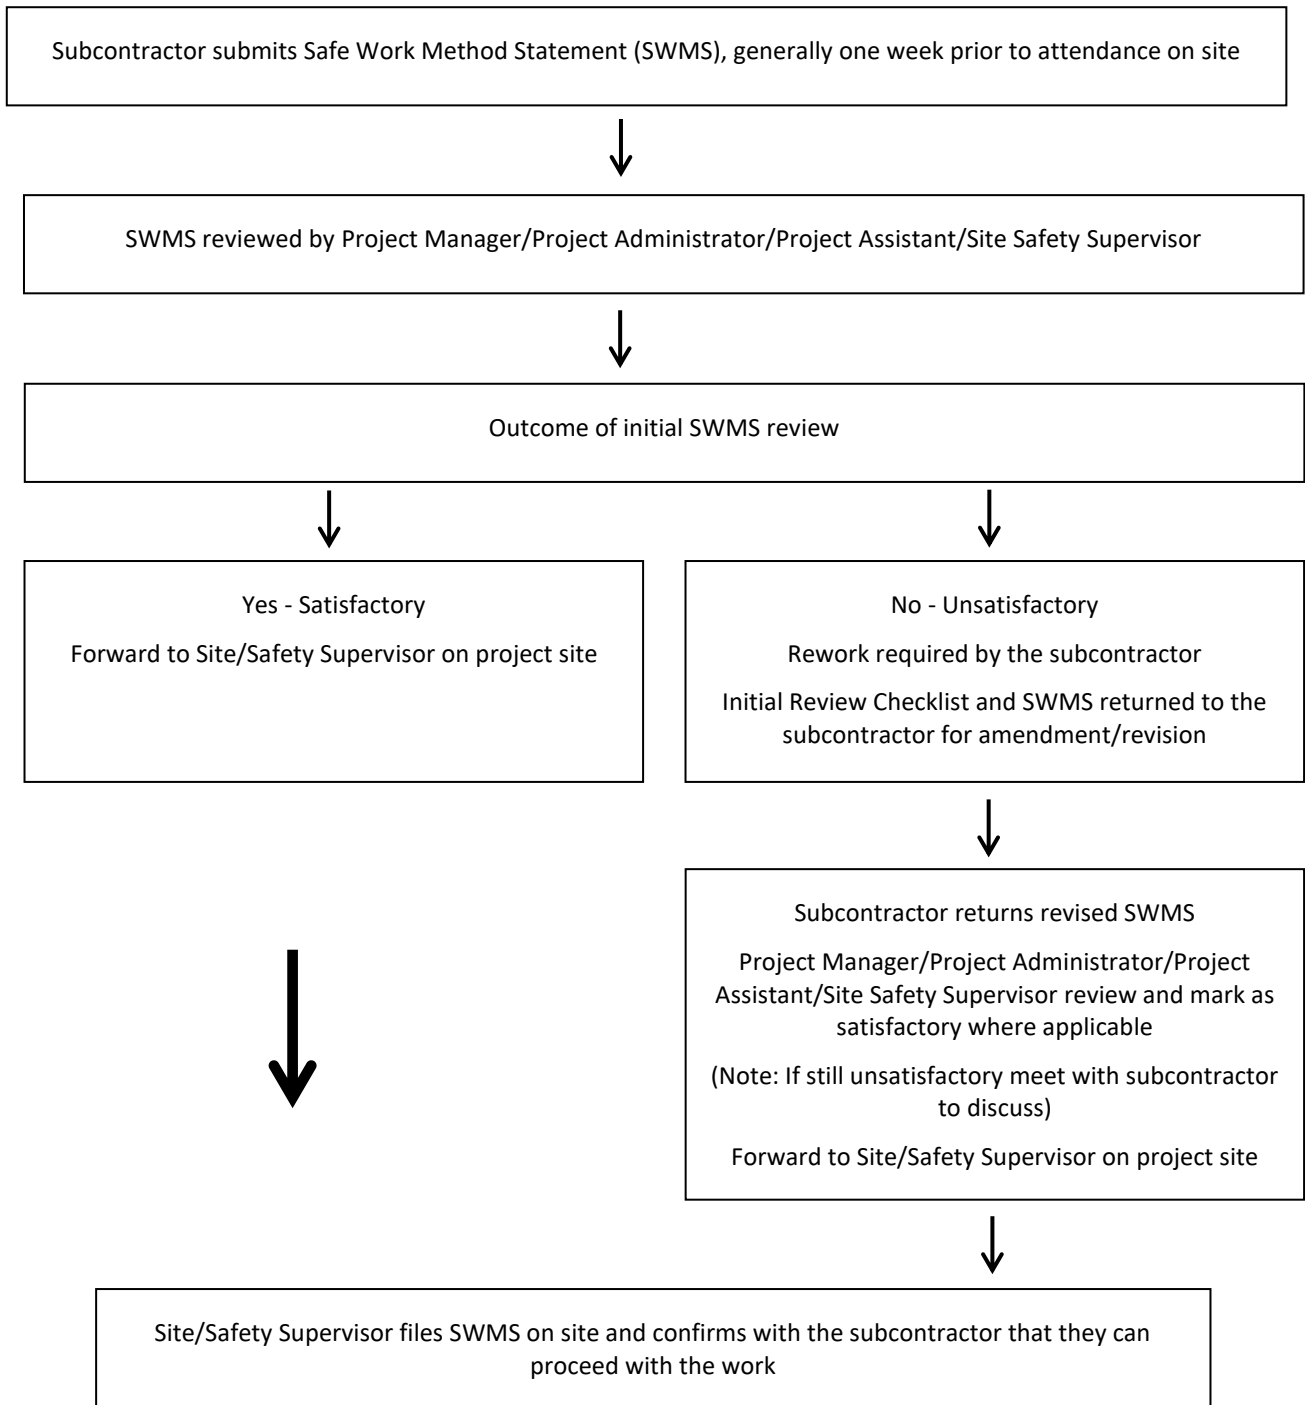 Subcontractor submits Safe Work Method Statement (SWMS), generally one week prior to attendance on site
SWMS reviewed by Project Manager/Project Administrator/Project Assistant/Site Safety Supervisor
Outcome of initial SWMS review
Yes - Satisfactory
Forward to Site/Safety Supervisor on project site
No - Unsatisfactory
Rework required by the subcontractor
Initial Review Checklist and SWMS returned to the
subcontractor for amendment/revision
Subcontractor returns revised SWMS
Project Manager/Project Administrator/Project
Assistant/Site Safety Supervisor review and mark as
satisfactory where applicable
(Note: If still unsatisfactory meet with subcontractor
to discuss)
Forward to Site/Safety Supervisor on project site
Site/Safety Supervisor files SWMS on site and confirms with the subcontractor that they can
proceed with the work